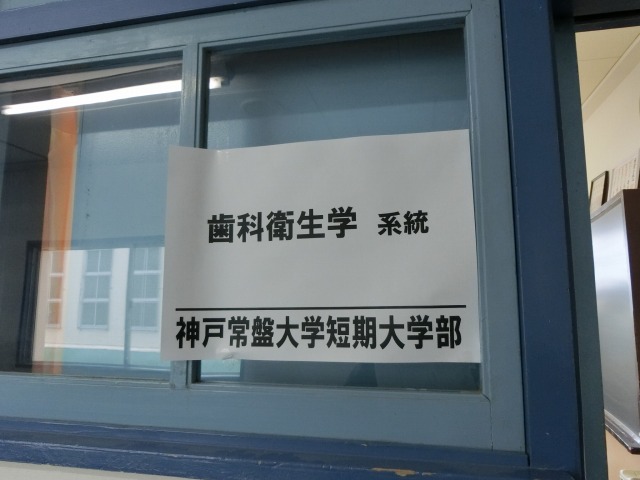 歯科衛生学 系統
神戸常盤大学短期大学部